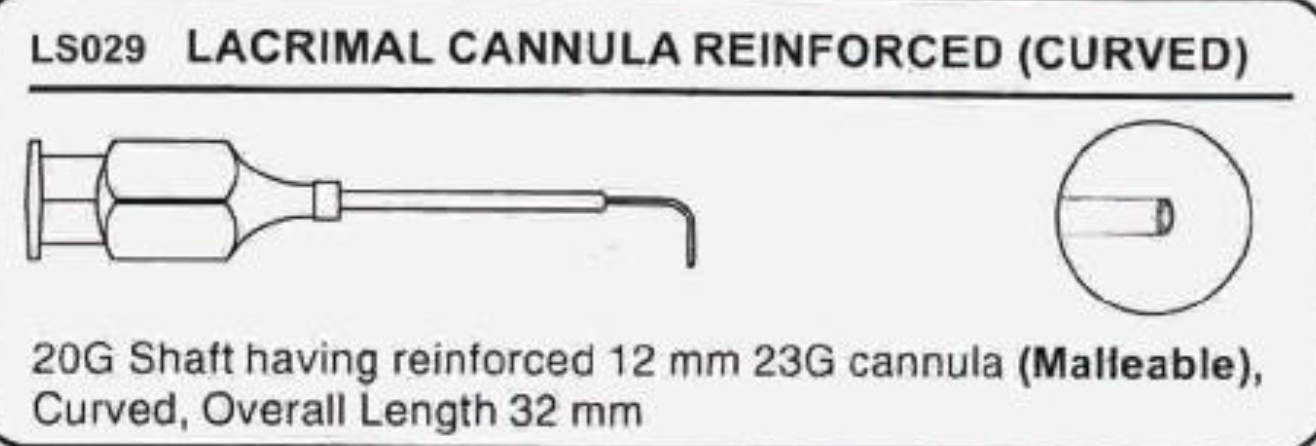 LS029 LACRIMAL CANNULA REINFORCED (CURVED)
20G Shaft having reinforced 12 mm 23G cannula (Malleable),
Curved, Overall Length 32 mm